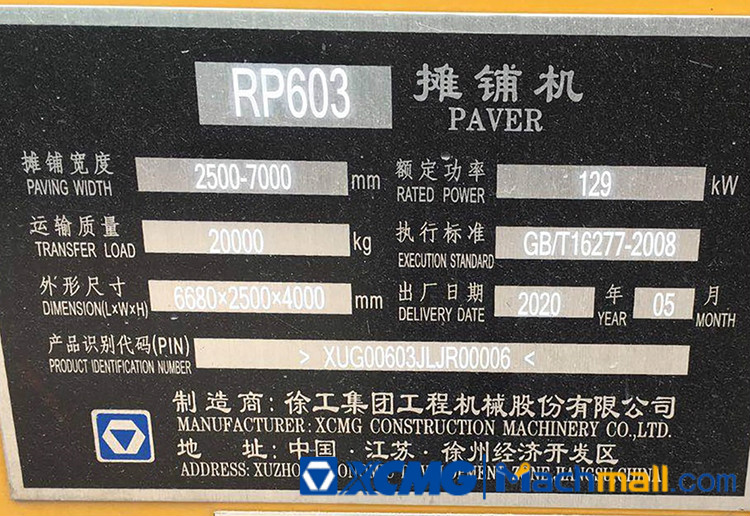 RP603 摊铺机
PAVER
摊铺宽度 2500-7000 mm 额定功率 129 kW
PAVING WIDTH RATED POWER
运输质量 20000 kg 执行标准 GB/T16277-2008
TRANSFER LOAD EXECUTION STANDARD
外形尺寸 6680×2500×4000 mm 出厂日期 2020 年 05 月
DIMENSION(L×W×H) DELIVERY DATE YEAR MONTH
产品识别代码(PIN) > XUG00603JLJR00006 <
PRODUCT IDENTIFICATION NUMBER
制造商:徐工集团工程机械股份有限公司
MANUFACTURER:XCMG CONSTRUCTION MACHINERY CO.,LTD.
地 址:中国·江苏·徐州经济开发区
ADDRESS: ZONE JIANGSU CHINA
XCMG Machmall.com